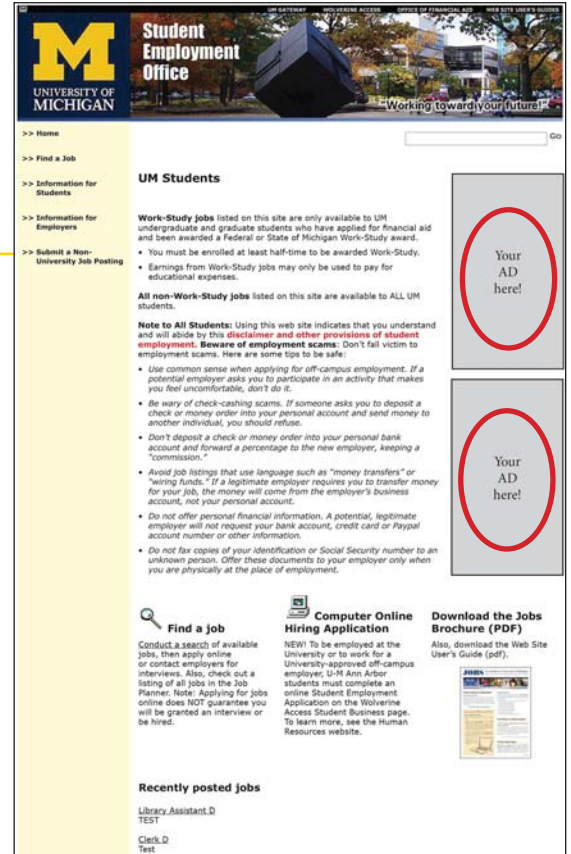 UM GATEWAY WOLVERINE ACCESS OFFICE OF FINANCIAL AID WEB SITE USER'S GUIDES
M
UNIVERSITY OF
MICHIGAN
Student
Employment
Office
"Working toward your future!"
>> Home
>> Find a Job
>> Information for
Students
>> Information for
Employers
>> Submit a Non-
University Job Posting
Go
UM Students
Work-Study jobs listed on this site are only available to UM
undergraduate and graduate students who have applied for financial aid
and been awarded a Federal or State of Michigan Work-Study award.
• You must be enrolled at least half-time to be awarded Work-Study.
• Earnings from Work-Study jobs may only be used to pay for
educational expenses.
All non-Work-Study jobs listed on this site are available to ALL UM
students.
Note to All Students: Using this web site indicates that you understand
and will abide by this disclaimer and other provisions of student
employment. Beware of employment scams: Don't fall victim to
employment scams. Here are some tips to be safe:
• Use common sense when applying for off-campus employment. If a
potential employer asks you to participate in an activity that makes
you feel uncomfortable, don't do it.
• Be wary of check-cashing scams. If someone asks you to deposit a
check or money order into your personal account and send money to
another individual, you should refuse.
• Don't deposit a check or money order into your personal bank
account and forward a percentage to the new employer, keeping a
"commission."
• Avoid job listings that use language such as "money transfers" or
"wiring funds." If a legitimate employer requires you to transfer money
for your job, the money will come from the employer's business
account, not your personal account.
• Do not offer personal financial information. A potential, legitimate
employer will not request your bank account, credit card or Paypal
account number or other information.
• Do not fax copies of your identification or Social Security number to an
unknown person. Offer these documents to your employer only when
you are physically at the place of employment.
Your
AD
here!
Your
AD
here!
Find a job
Conduct a search of available
jobs, then apply online
or contact employers for
interviews. Also, check out a
listing of all jobs in the Job
Planner. Note: Applying for jobs
online does NOT guarantee you
will be granted an interview or
be hired.
Computer Online
Hiring Application
NEW! To be employed at the
University or to work for a
University-approved off-campus
employer, U-M Ann Arbor
students must complete an
online Student Employment
Application on the Wolverine
Access Student Business page.
To learn more, see the Human
Resources website.
Download the Jobs
Brochure (PDF)
Also, download the Web Site
User's Guide (pdf).
JOBS
Recently posted jobs
Library Assistant D
TEST
Clerk D
Test